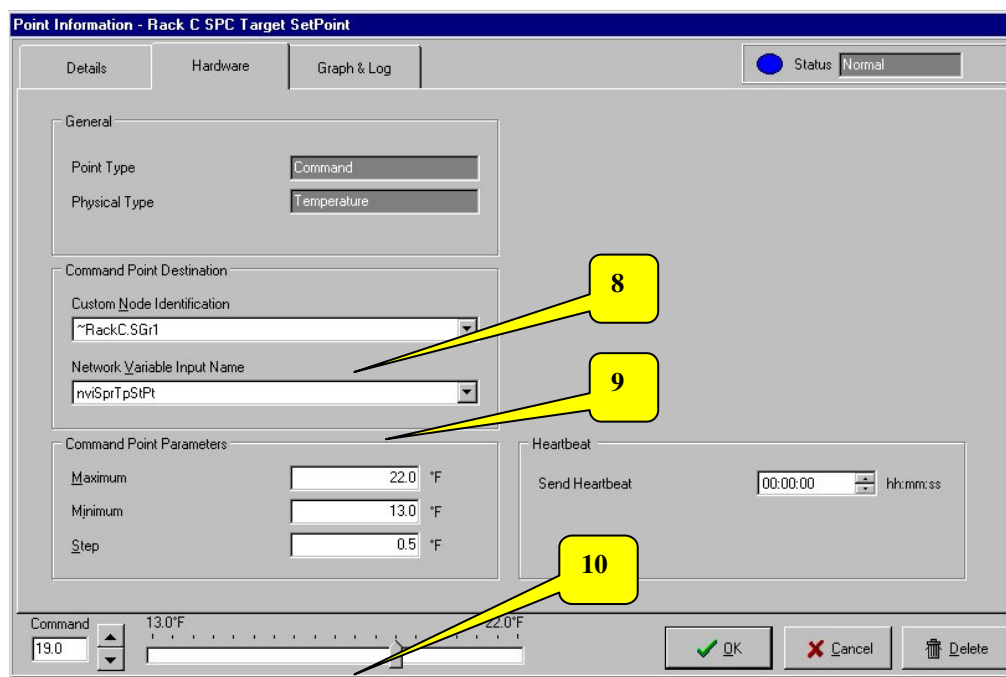 Point Information - Rack C SPC Target SetPoint
Details Hardware Graph & Log
Status Normal
General
Point Type Command
Physical Type Temperature
Command Point Destination
8
Custom Node Identification
~RackC.SGr1
Network Variable Input Name
9
nviSprTpStPt
Command Point Parameters
Heartbeat
Maximum 22.0 °F
Send Heartbeat 00:00:00 hh:mm:ss
Minimum 13.0 °F
Step 0.5 °F
10
Command 13.0°F 22.0°F
19.0
OK Cancel Delete